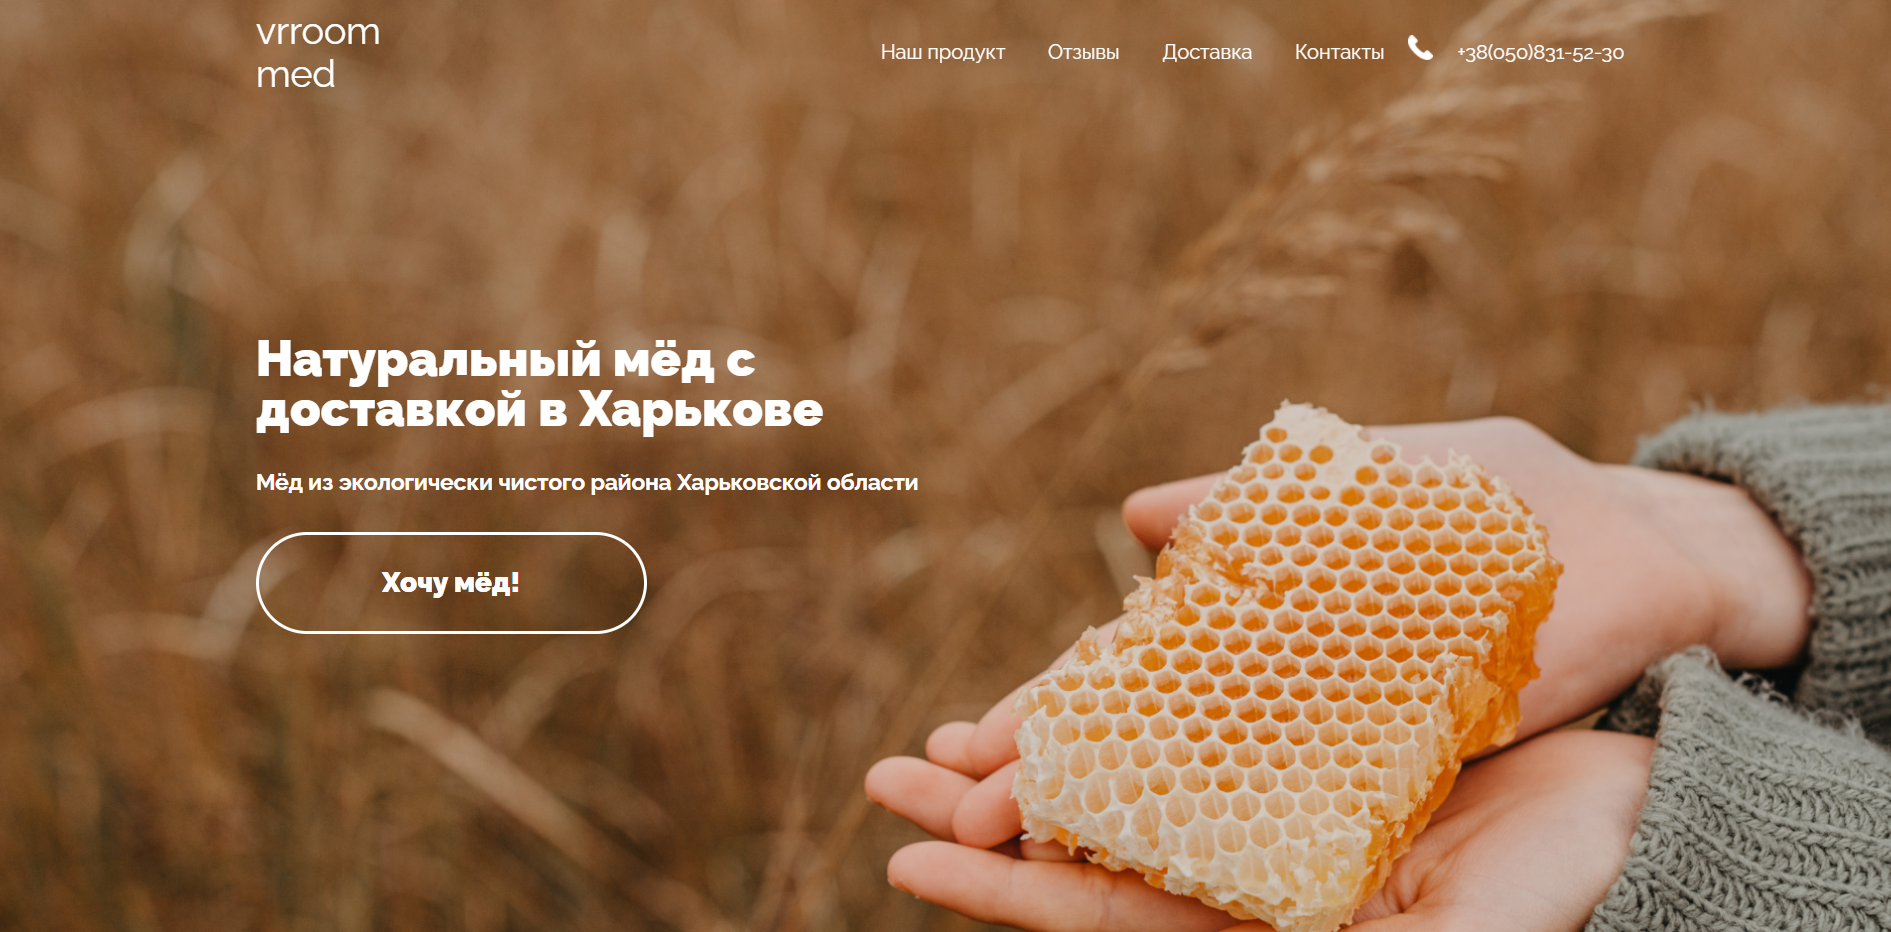 vrroom
med
Наш продукт
Отзывы
Доставка
Контакты
+38(050)831-52-30
Натуральный мёд с
доставкой в Харькове
Мёд из экологически чистого района Харьковской области
Хочу мёд!